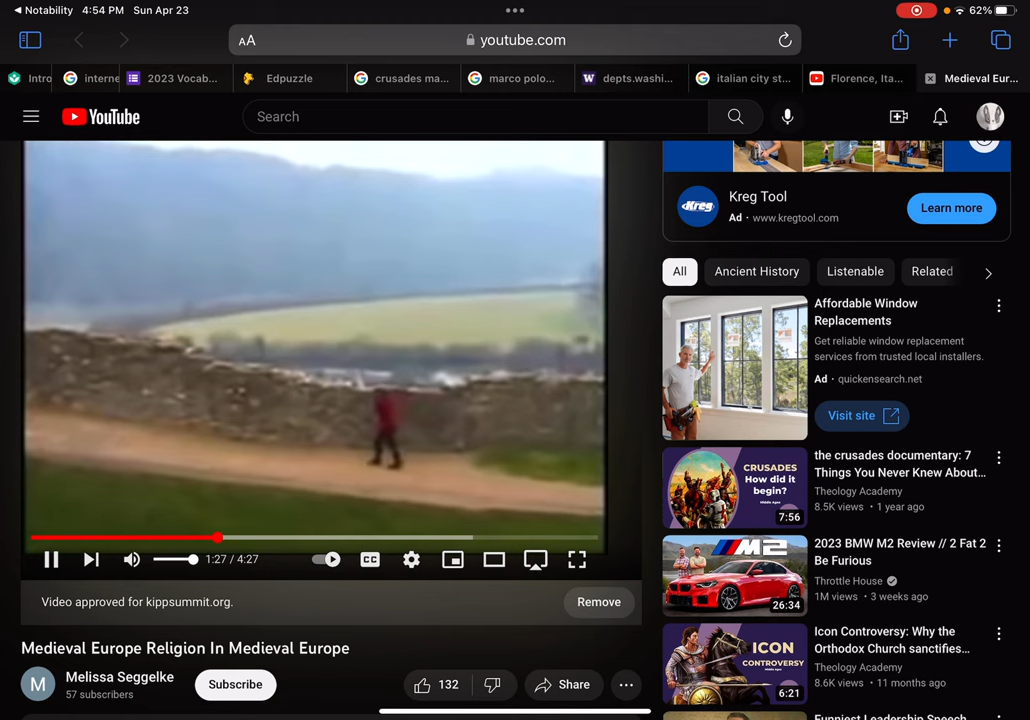 Notability 4:54 PM Sun Apr 23 62%
AA youtube.com
Intro
interne
2023 Vocab...
Edpuzzle
crusades ma...
marco polo...
depts.washi...
italian city st...
Florence, Ita...
Medieval Eur...
YouTube
Search
Kreg
Kreg Tool
Ad • www.kregtool.com
Learn more
All Ancient History Listenable Related
Affordable Window
Replacements
Get reliable window replacement
services from trusted local installers.
Ad • quickensearch.net
Visit site
CRUSADES
How did it
begin?
Middle Ages
7:56
the crusades documentary: 7
Things You Never Knew About...
Theology Academy
8.5K views • 1 year ago
M2
26:34
2023 BMW M2 Review // 2 Fat 2
Be Furious
Throttle House
1M views • 3 weeks ago
ICON
CONTROVERSY
6:21
Icon Controversy: Why the
Orthodox Church sanctifies...
Theology Academy
8.6K views • 11 months ago
Funniest Leadership Speech
1:27 / 4:27
CC
Video approved for kippsummit.org.
Remove
Medieval Europe Religion In Medieval Europe
M
Melissa Seggelke
57 subscribers
Subscribe
132
Share